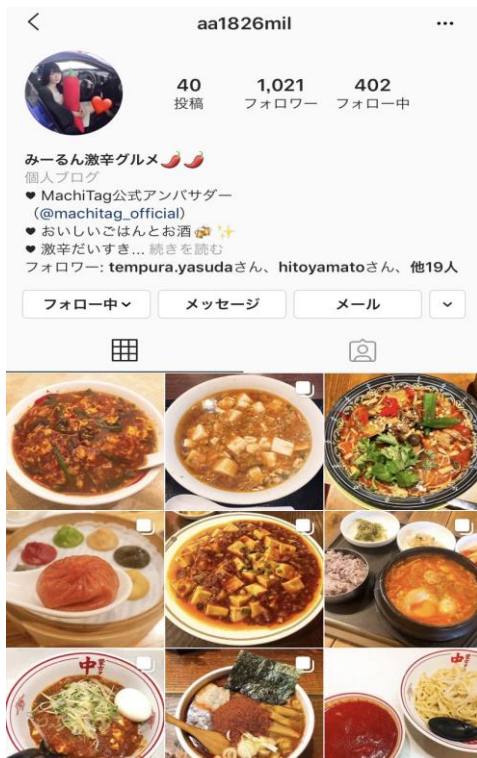 aa1826mil
40 1,021 402
投稿 フォロワー フォロー中
みーるん激辛グルメ🌶️🌶️
個人ブログ
♥ MachiTag公式アンバサダー
（@machitag_official）
♥ おいしいごはんとお酒🍻✨
♥ 激辛だいすき... 続きを読む
フォロワー: tempura.yasudaさん、hitoyamatoさん、他19人
フォロー中 メッセージ メール
中
中